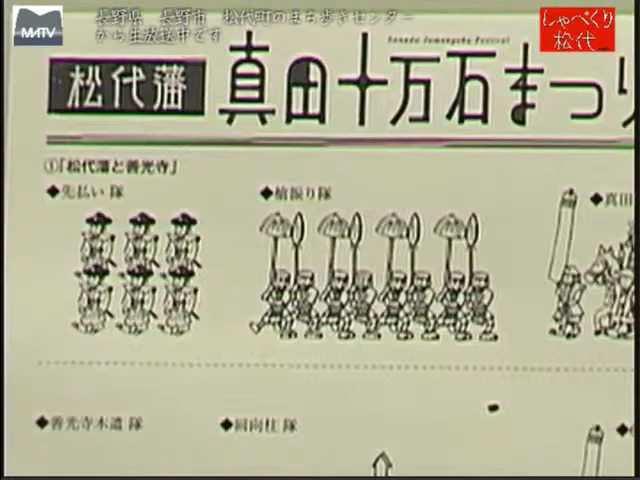 MATV
長野県　長野市　松代町のまち歩きセンター
から生放送中です
しゃべくり
松代
Sanada Jumangoku Festival
松代藩 真田十万石まつり
①「松代藩と善光寺」
◆先払い 隊
◆槍振り隊
◆真田
◆善光寺木遣 隊
◆回向柱 隊